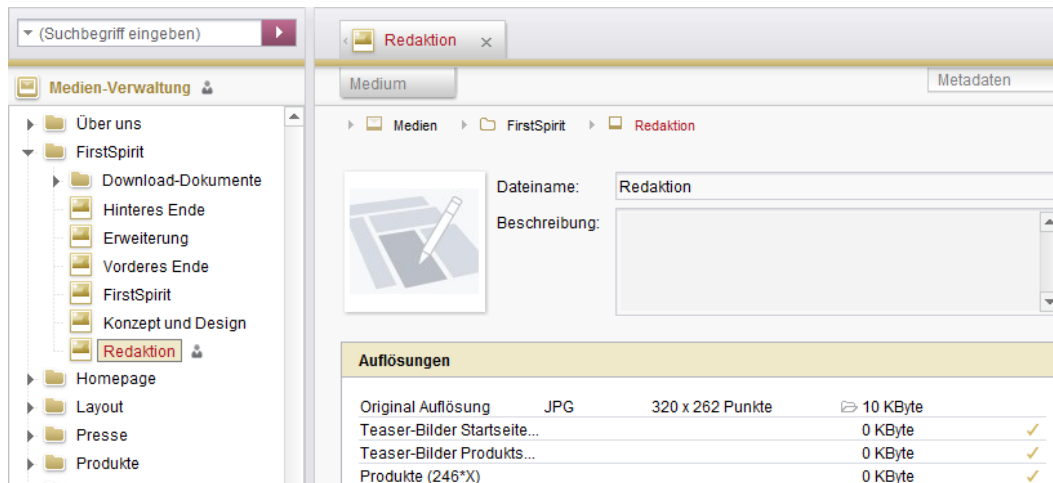 (Suchbegriff eingeben)
Redaktion
Medien-Verwaltung
Medium
Metadaten
Über uns
FirstSpirit
Download-Dokumente
Hinteres Ende
Erweiterung
Vorderes Ende
FirstSpirit
Konzept und Design
Redaktion
Homepage
Layout
Presse
Produkte
Medien FirstSpirit Redaktion
Dateiname: Redaktion
Beschreibung:
Auflösungen
Original Auflösung JPG 320 x 262 Punkte 10 KByte
Teaser-Bilder Startseite... 0 KByte
Teaser-Bilder Produkts... 0 KByte
Produkte (246*X) 0 KByte